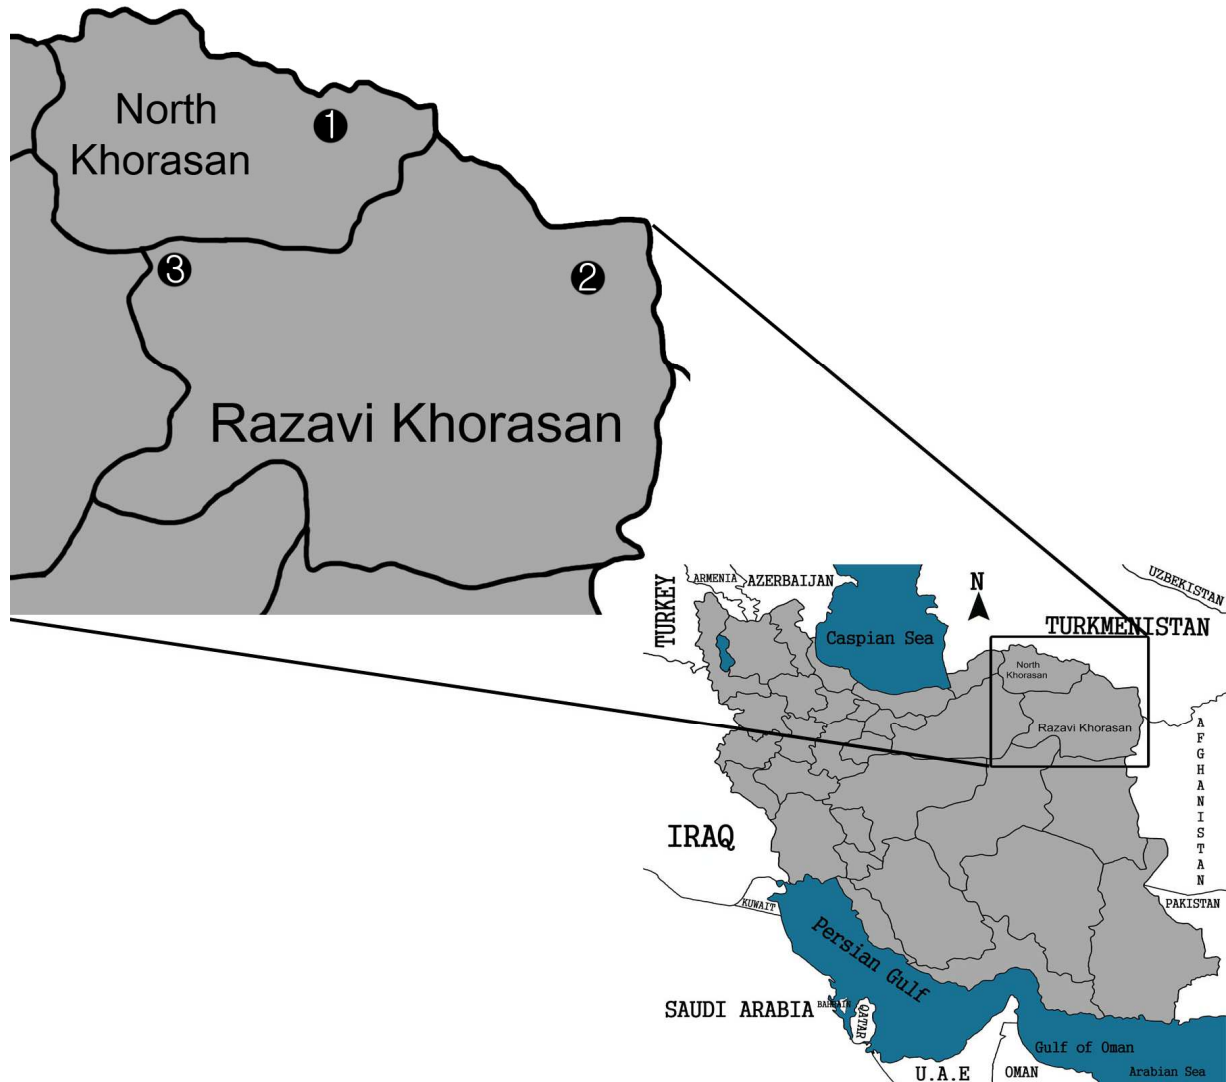 North
Khorasan
1
3
2
Razavi Khorasan
TURKEY
ARMENIA
AZERBAIJAN
Caspian Sea
N
UZBEKISTAN
TURKMENISTAN
North
Khorasan
Razavi Khorasan
AFGHANISTAN
IRAQ
KUWAIT
PAKISTAN
Persian Gulf
SAUDI ARABIA
BAHRAIN
QATAR
U.A.E
OMAN
Gulf of Oman
Arabian Sea